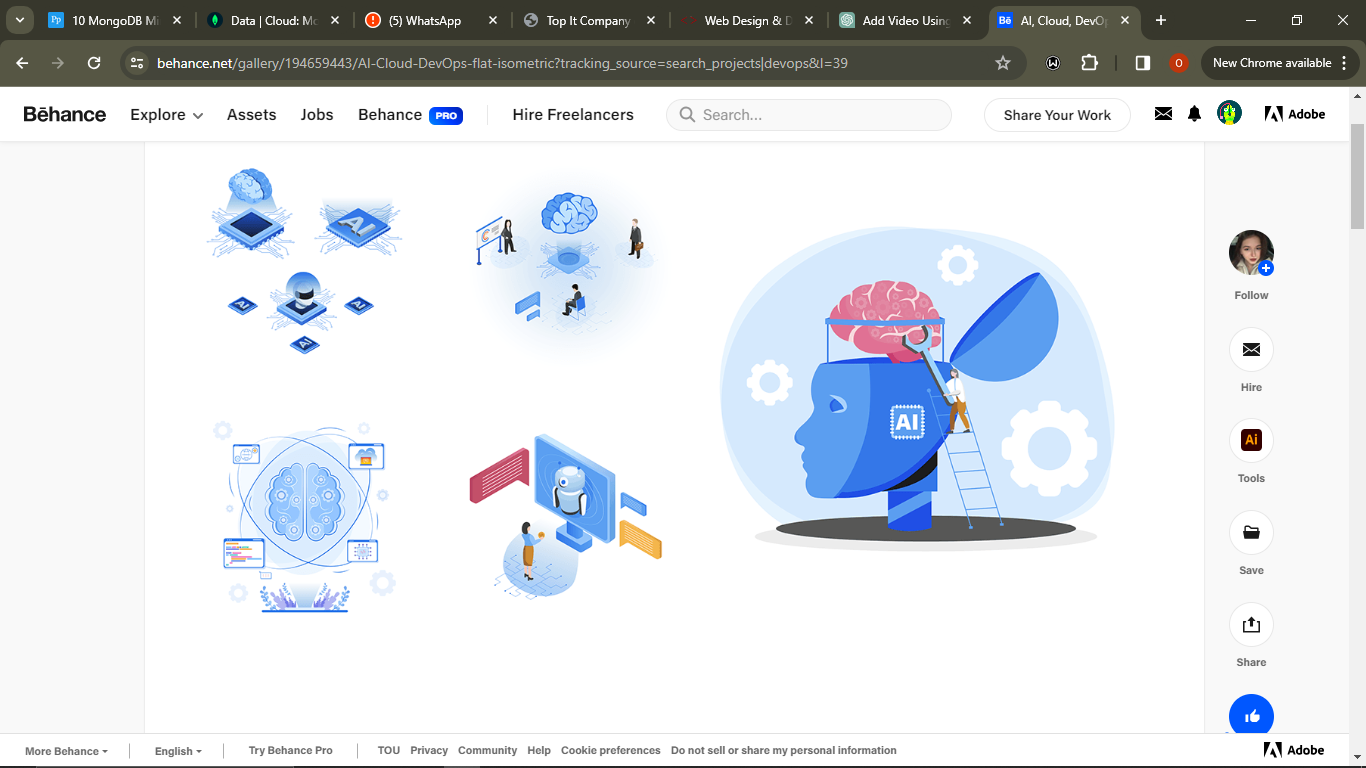 10 MongoDB Mi
Data | Cloud: Mo
(5) WhatsApp
Top It Company
Web Design & D
Add Video Using
AI, Cloud, DevOp
behance.net/gallery/194659443/AI-Cloud-DevOps-flat-isometric?tracking_source=search_projects|devops&l=39
New Chrome available
Bēhance
Explore
Assets
Jobs
Behance PRO
Hire Freelancers
Search...
Share Your Work
Adobe
AI
AI
AI
AI
AI
Follow
Hire
Ai
Tools
Save
Share
More Behance
English
Try Behance Pro
TOU
Privacy
Community
Help
Cookie preferences
Do not sell or share my personal information
Adobe